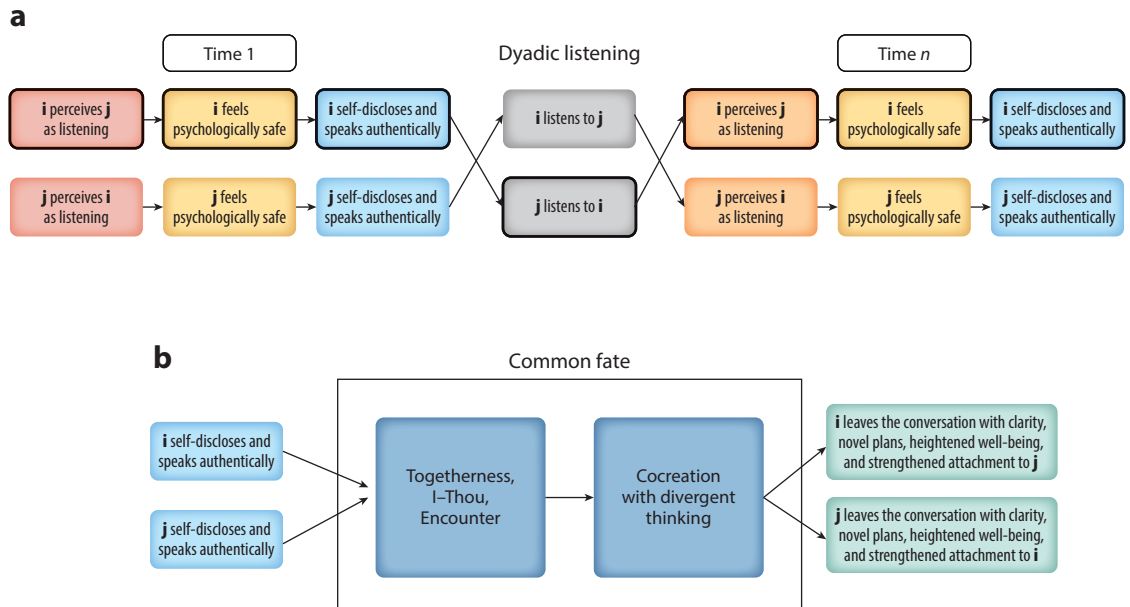 a
Time 1
Dyadic listening
Time n
i perceives j
as listening
i feels
psychologically safe
i self-discloses and
speaks authentically
i listens to j
i perceives j
as listening
i feels
psychologically safe
i self-discloses and
speaks authentically
j perceives i
as listening
j feels
psychologically safe
j self-discloses and
speaks authentically
j listens to i
j perceives i
as listening
j feels
psychologically safe
j self-discloses and
speaks authentically
b
Common fate
i self-discloses and
speaks authentically
j self-discloses and
speaks authentically
Togetherness,
I–Thou,
Encounter
Cocreation
with divergent
thinking
i leaves the conversation with clarity,
novel plans, heightened well-being,
and strengthened attachment to j
j leaves the conversation with clarity,
novel plans, heightened well-being,
and strengthened attachment to i